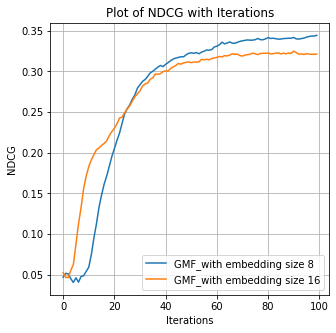 Plot of NDCG with Iterations
NDCG
0.35
0.30
0.25
0.20
0.15
0.10
0.05
GMF_with embedding size 8
GMF_with embedding size 16
0 20 40 60 80 100
Iterations